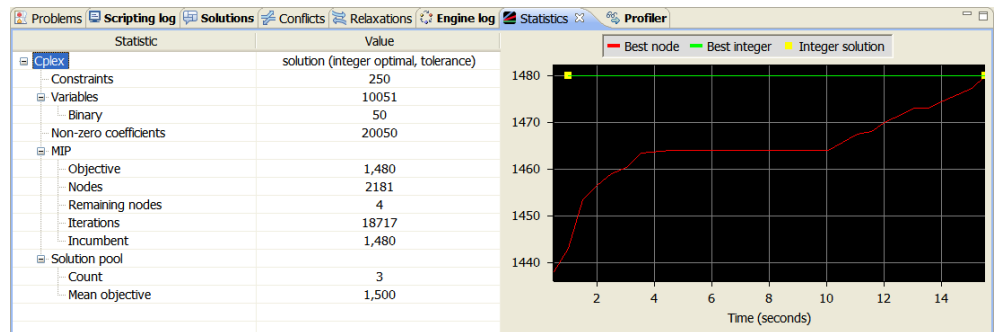 Problems Scripting log Solutions Conflicts Relaxations Engine log Statistics Profiler
Statistic Value
Cplex solution (integer optimal, tolerance)
Constraints 250
Variables 10051
Binary 50
Non-zero coefficients 20050
MIP
Objective 1,480
Nodes 2181
Remaining nodes 4
Iterations 18717
Incumbent 1,480
Solution pool
Count 3
Mean objective 1,500
Best node Best integer Integer solution
1480
1470
1460
1450
1440
2 4 6 8 10 12 14
Time (seconds)